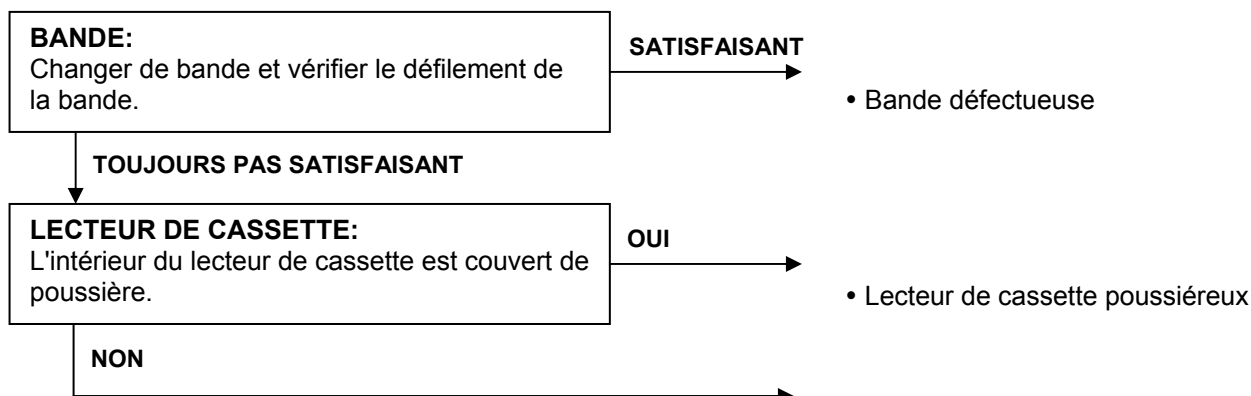 BANDE:
Changer de bande et vérifier le défilement de
la bande.
SATISFAISANT
• Bande défectueuse
TOUJOURS PAS SATISFAISANT
LECTEUR DE CASSETTE:
L'intérieur du lecteur de cassette est couvert de
poussière.
OUI
• Lecteur de cassette poussiéreux
NON